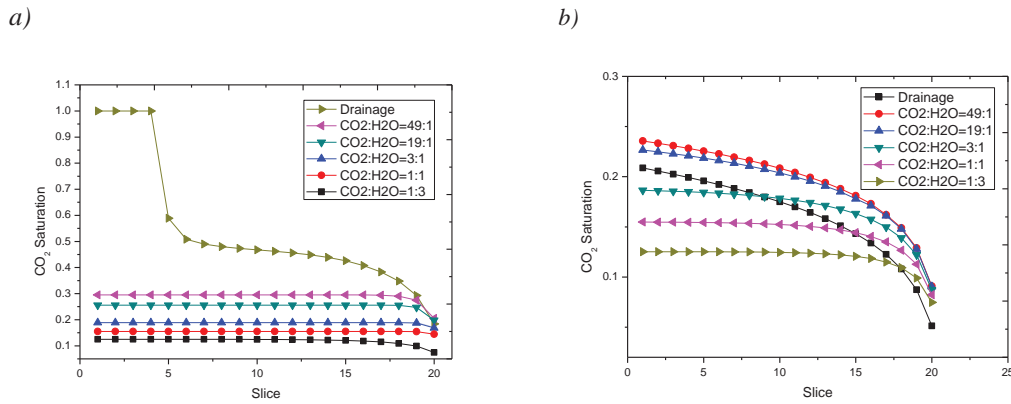 a)
b)
1.1
1.0
0.9
0.8
0.7
0.6
0.5
0.4
0.3
0.2
0.1
CO2 Saturation
Drainage
CO2:H2O=49:1
CO2:H2O=19:1
CO2:H2O=3:1
CO2:H2O=1:1
CO2:H2O=1:3
0 5 10 15 20
Slice
0.3
0.2
0.1
CO2 Saturation
Drainage
CO2:H2O=49:1
CO2:H2O=19:1
CO2:H2O=3:1
CO2:H2O=1:1
CO2:H2O=1:3
0 5 10 15 20 25
Slice